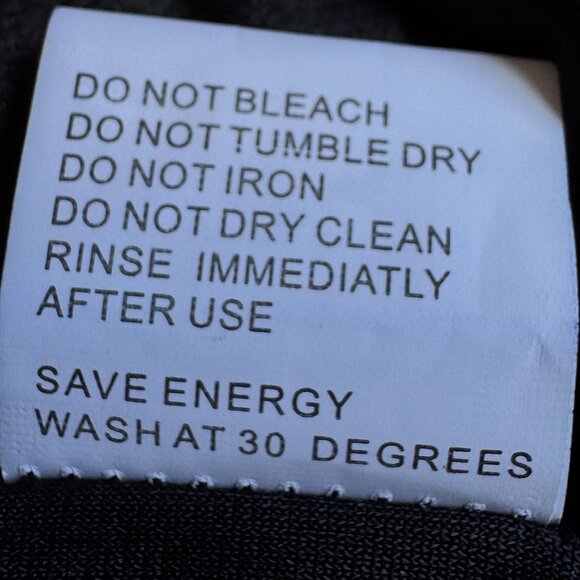 DO NOT BLEACH
DO NOT TUMBLE DRY
DO NOT IRON
DO NOT DRY CLEAN
RINSE IMMEDIATLY
AFTER USE
SAVE ENERGY
WASH AT 30 DEGREES